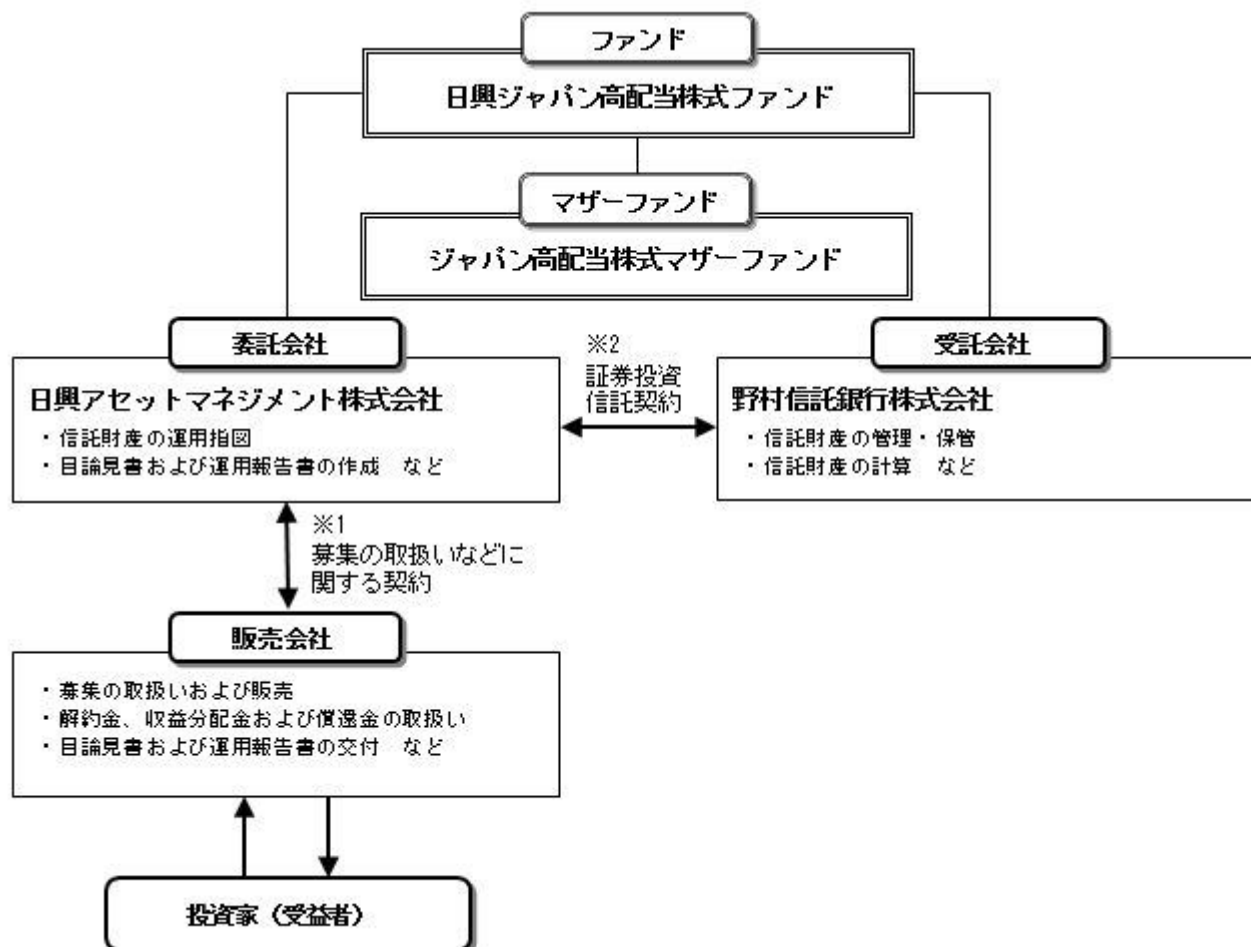 ファンド
日興ジャパン高配当株式ファンド
マザーファンド
ジャパン高配当株式マザーファンド
委託会社
日興アセットマネジメント株式会社
・信託財産の運用指図
・目論見書および運用報告書の作成 など
※2
証券投資
信託契約
受託会社
野村信託銀行株式会社
・信託財産の管理・保管
・信託財産の計算 など
※1
募集の取扱いなどに
関する契約
販売会社
・募集の取扱いおよび販売
・解約金、収益分配金および償還金の取扱い
・目論見書および運用報告書の交付 など
投資家（受益者）